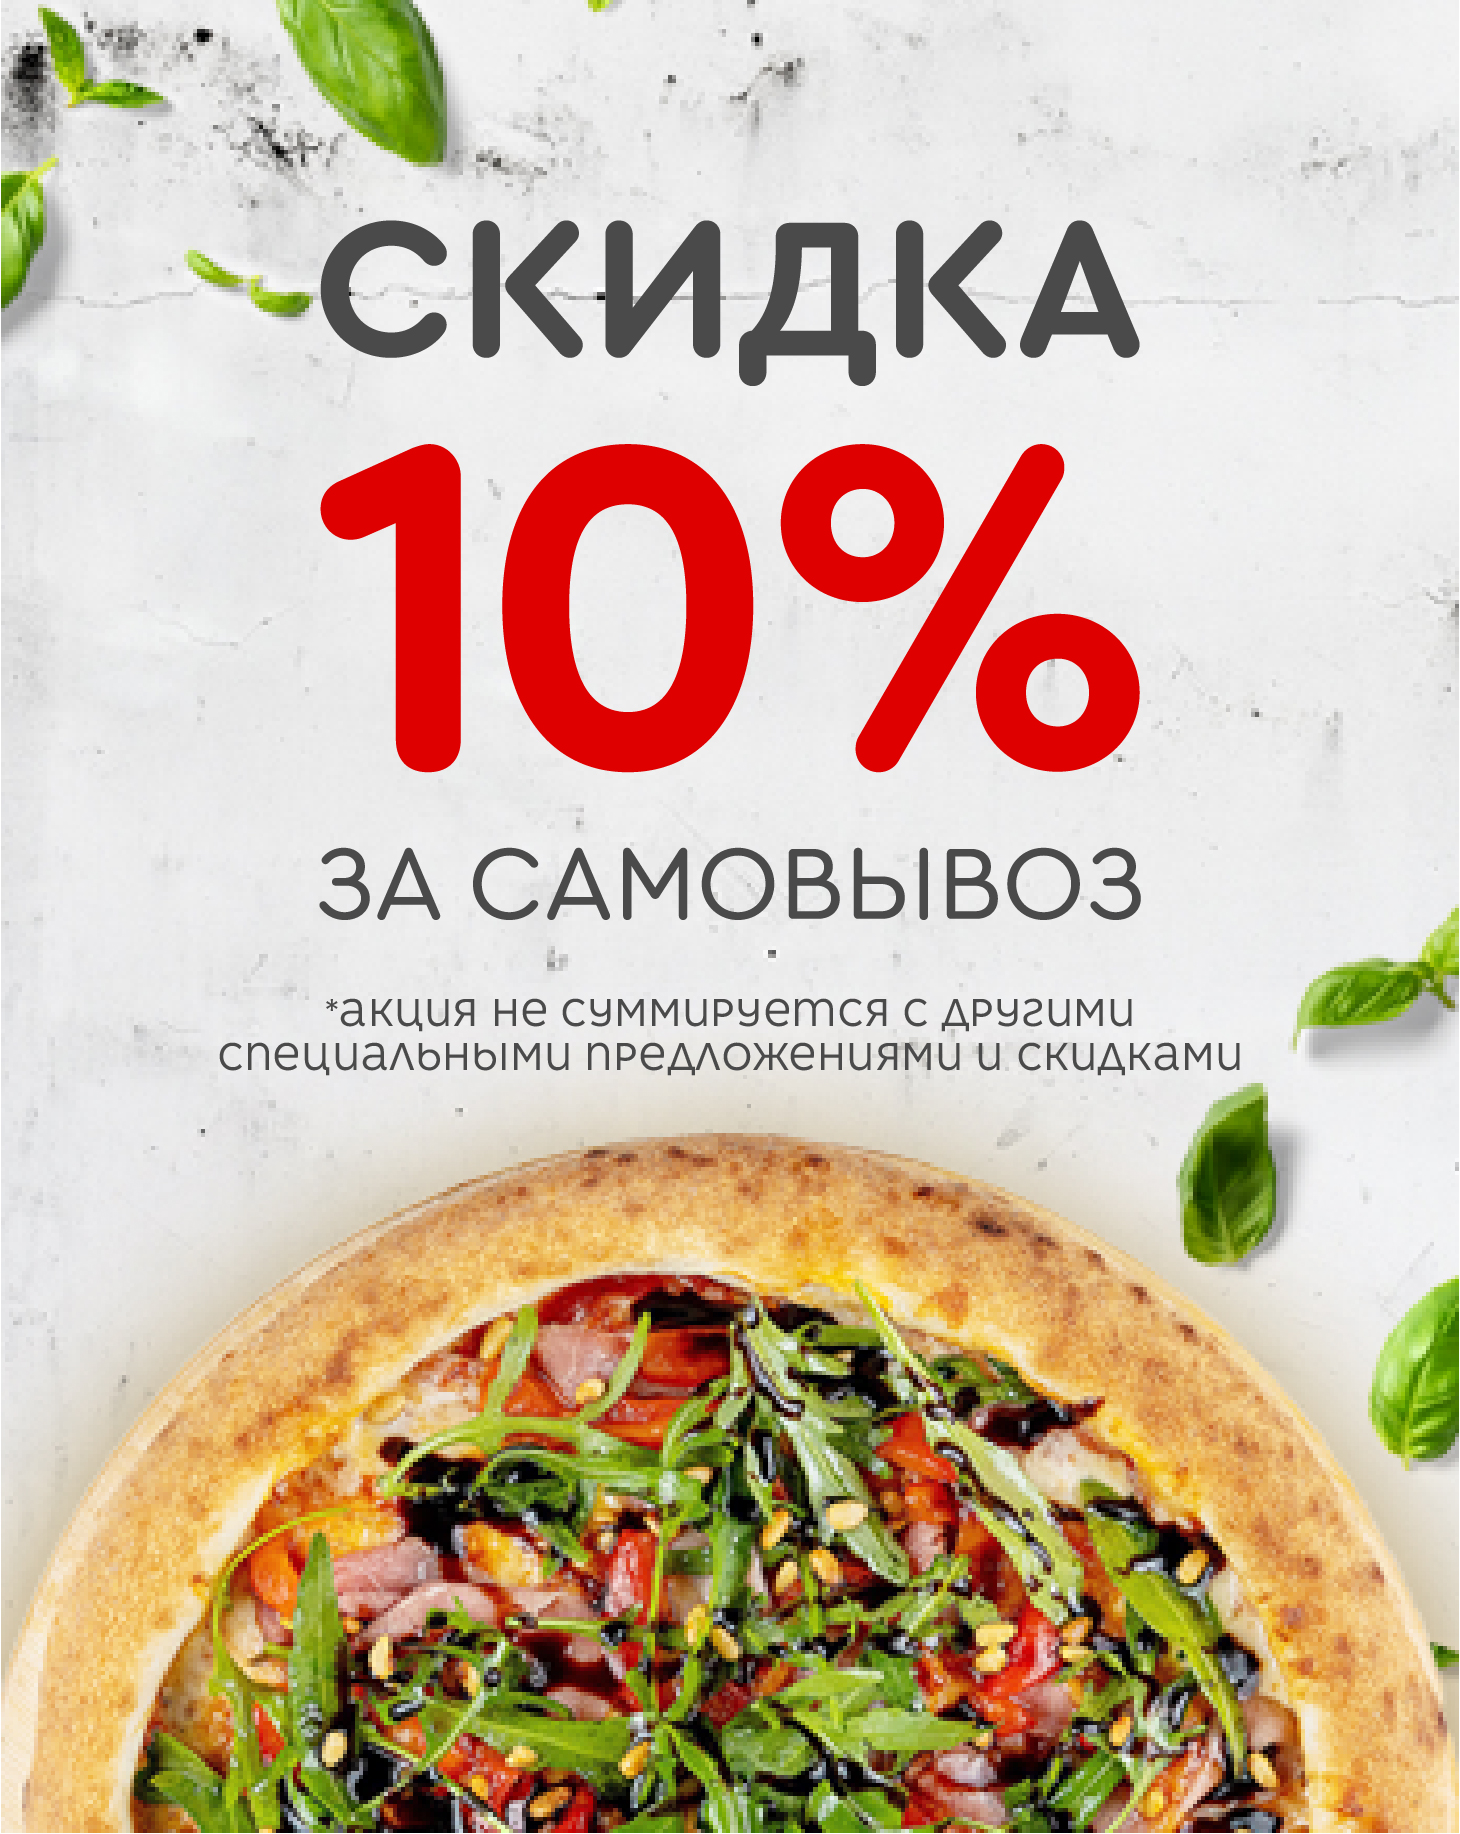 СКИДКА
10%
ЗА САМОВЫВОЗ
*акция не суммируется с другими
специальными предложениями и скидками